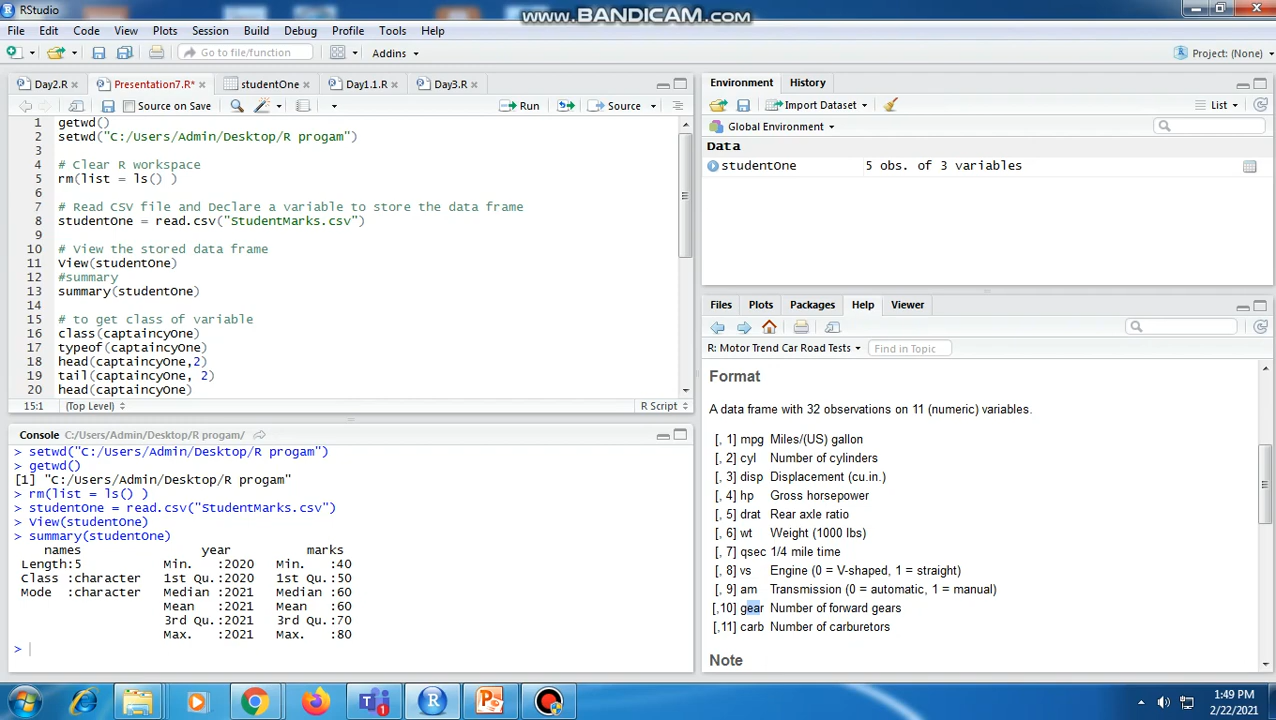 RStudio
www.BANDICAM.com
File Edit Code View Plots Session Build Debug Profile Tools Help
Go to file/function
Addins
Project: (None)
Day2.R
Presentation7.R*
studentOne
Day1.1.R
Day3.R
Source on Save
Run
Source
1 getwd()
2 setwd("C:/Users/Admin/Desktop/R progam")
3
4 # Clear R workspace
5 rm(list = ls() )
6
7 # Read CSV file and Declare a variable to store the data frame
8 studentOne = read.csv("StudentMarks.csv")
9
10 # View the stored data frame
11 View(studentOne)
12 #summary
13 summary(studentOne)
14
15 # to get class of variable
16 class(captaincyOne)
17 typeof(captaincyOne)
18 head(captaincyOne,2)
19 tail(captaincyOne, 2)
20 head(captaincyOne)
15:1 (Top Level) R Script
Console C:/Users/Admin/Desktop/R progam/
> setwd("C:/Users/Admin/Desktop/R progam")
> getwd()
[1] "C:/Users/Admin/Desktop/R progam"
> rm(list = ls() )
> studentOne = read.csv("StudentMarks.csv")
> View(studentOne)
> summary(studentOne)
names year marks
Length:5 Min. :2020 Min. :40
Class :character 1st Qu.:2020 1st Qu.:50
Mode :character Median :2021 Median :60
Mean :2021 Mean :60
3rd Qu.:2021 3rd Qu.:70
Max. :2021 Max. :80
>
Environment History
Import Dataset
List
Global Environment
Data
studentOne 5 obs. of 3 variables
Files Plots Packages Help Viewer
R: Motor Trend Car Road Tests
Find in Topic
Format
A data frame with 32 observations on 11 (numeric) variables.
[, 1] mpg Miles/(US) gallon
[, 2] cyl Number of cylinders
[, 3] disp Displacement (cu.in.)
[, 4] hp Gross horsepower
[, 5] drat Rear axle ratio
[, 6] wt Weight (1000 lbs)
[, 7] qsec 1/4 mile time
[, 8] vs Engine (0 = V-shaped, 1 = straight)
[, 9] am Transmission (0 = automatic, 1 = manual)
[,10] gear Number of forward gears
[,11] carb Number of carburetors
Note
1:49 PM
2/22/2021